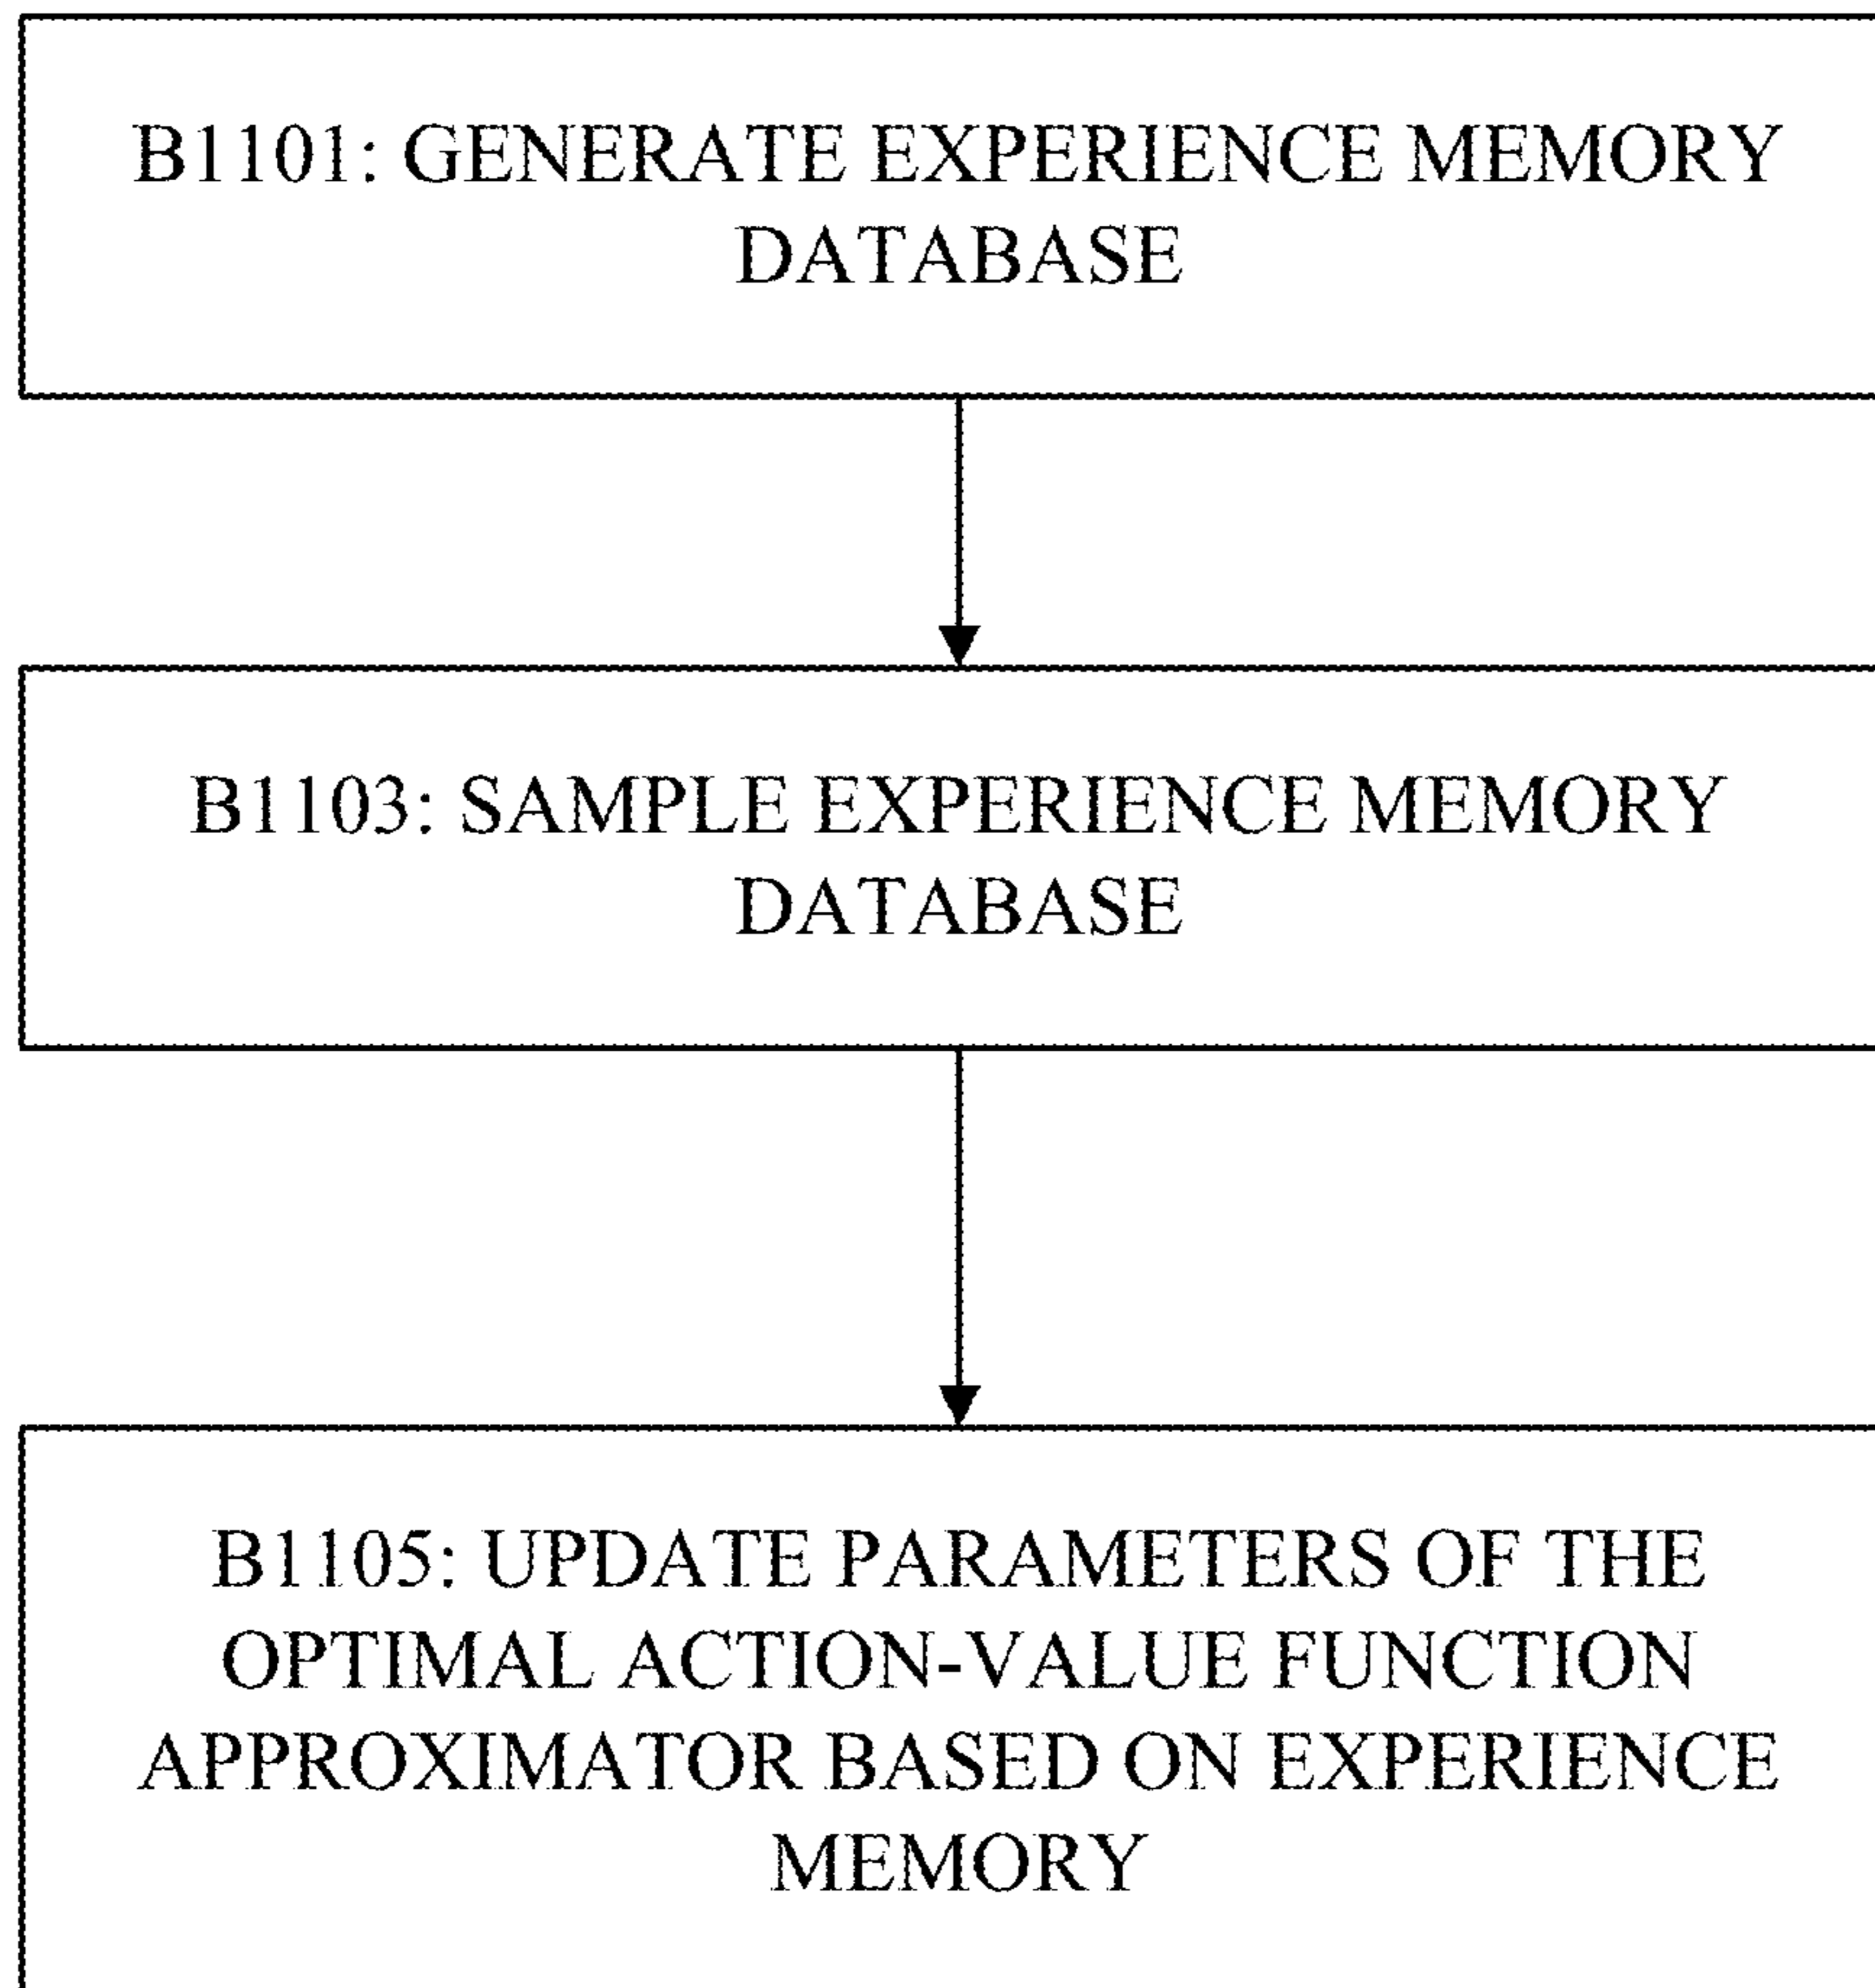 B1101: GENERATE EXPERIENCE MEMORY
DATABASE
B1103: SAMPLE EXPERIENCE MEMORY
DATABASE
B1105: UPDATE PARAMETERS OF THE
OPTIMAL ACTION-VALUE FUNCTION
APPROXIMATOR BASED ON EXPERIENCE
MEMORY